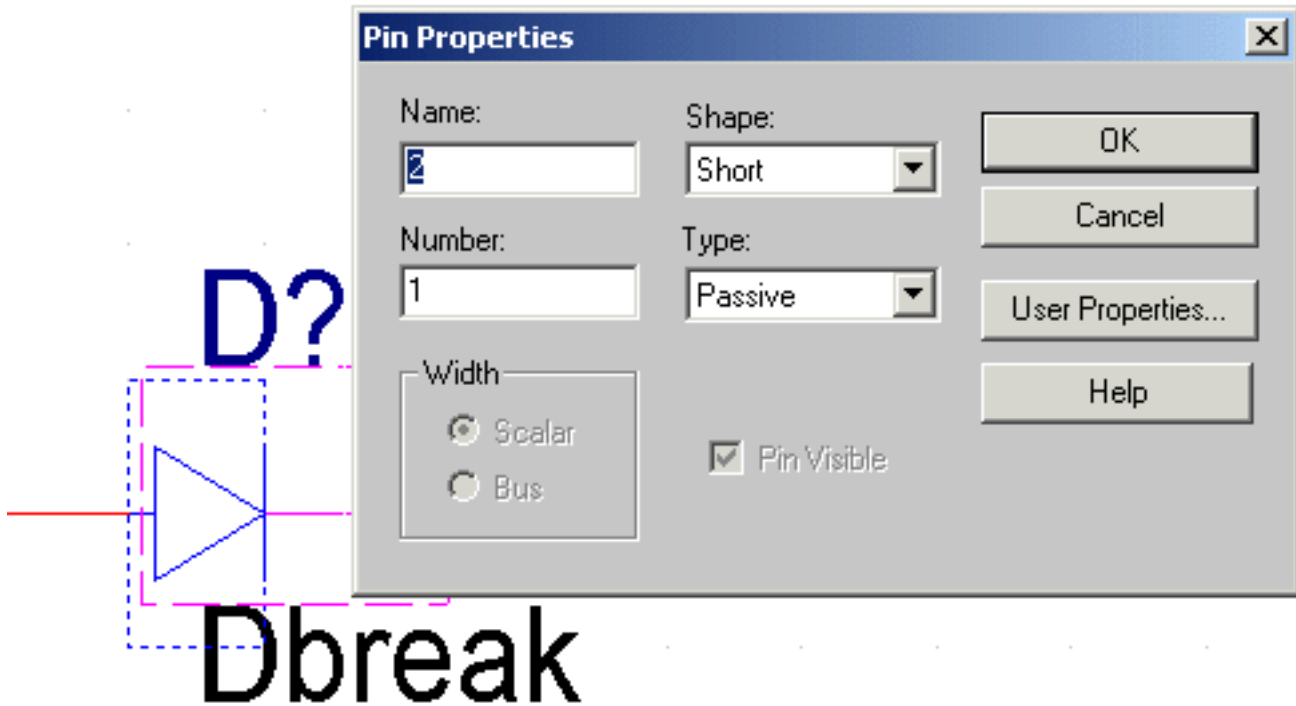 Pin Properties
Name:
Shape:
OK
2
Short
Cancel
Number:
Type:
1
Passive
User Properties...
D?
Width
Help
Scalar
Pin Visible
Bus
Dbreak